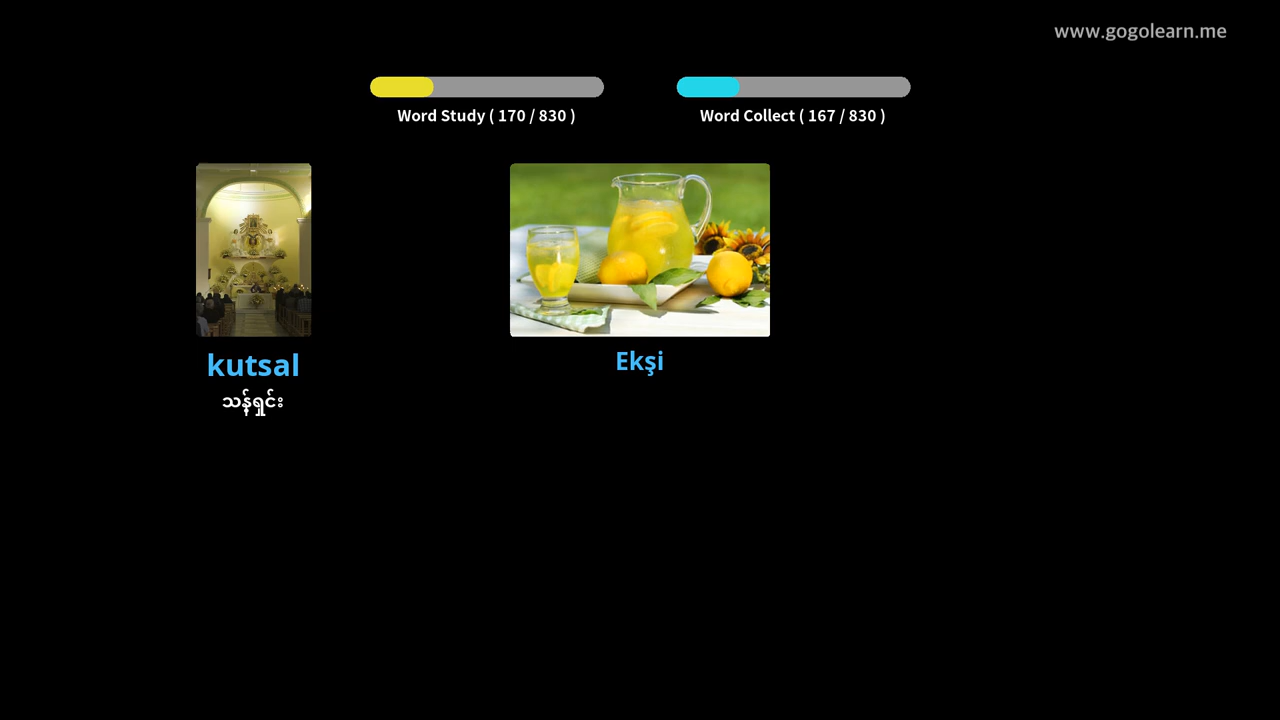 www.gogolearn.me
Word Study ( 170 / 830 )
Word Collect ( 167 / 830 )
kutsal
သန့်ရှင်း
Ekşi